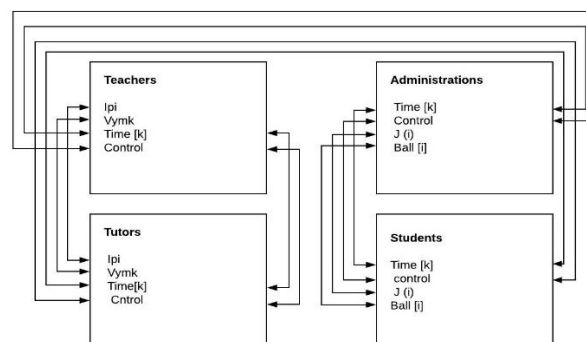 Teachers
Ipi
Vymk
Time [k]
Control
Administrations
Time [k]
Control
J (i)
Ball [i]
Tutors
Ipi
Vymk
Time[k]
Cntrol
Students
Time [k]
control
J (i)
Ball [i]